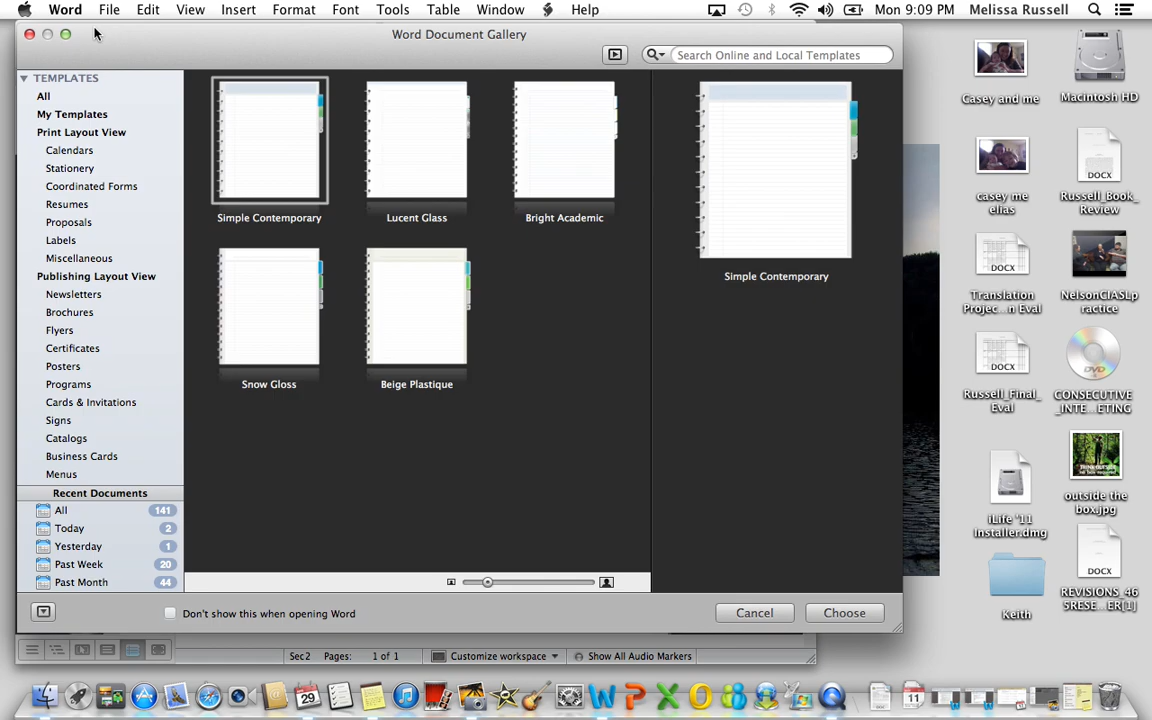 Word File Edit View Insert Format Font Tools Table Window Help Mon 9:09 PM Melissa Russell
Word Document Gallery
Search Online and Local Templates
TEMPLATES
All
My Templates
Print Layout View
Calendars
Stationery
Coordinated Forms
Resumes
Proposals
Labels
Miscellaneous
Publishing Layout View
Newsletters
Brochures
Flyers
Certificates
Posters
Programs
Cards & Invitations
Signs
Catalogs
Business Cards
Menus
Recent Documents
All 141
Today 2
Yesterday 1
Past Week 20
Past Month 44
Simple Contemporary
Lucent Glass
Bright Academic
Snow Gloss
Beige Plastique
Simple Contemporary
Don't show this when opening Word
Cancel
Choose
Sec2 Pages: 1 of 1 Customize workspace Show All Audio Markers
Casey and me
Macintosh HD
casey me
elias
DOCX
Russell_Book_
Review
DOCX
Translation
Projec...n Eval
NelsonCIASLp
ractice
DOCX
Russell_Final_
Eval
DVD
CONSECUTIVE
_INTE...ETING
iLife '11
Installer.dmg
outside the
box.jpg
Keith
DOCX
REVISIONS_46
5RESE...ER[1]
29
11